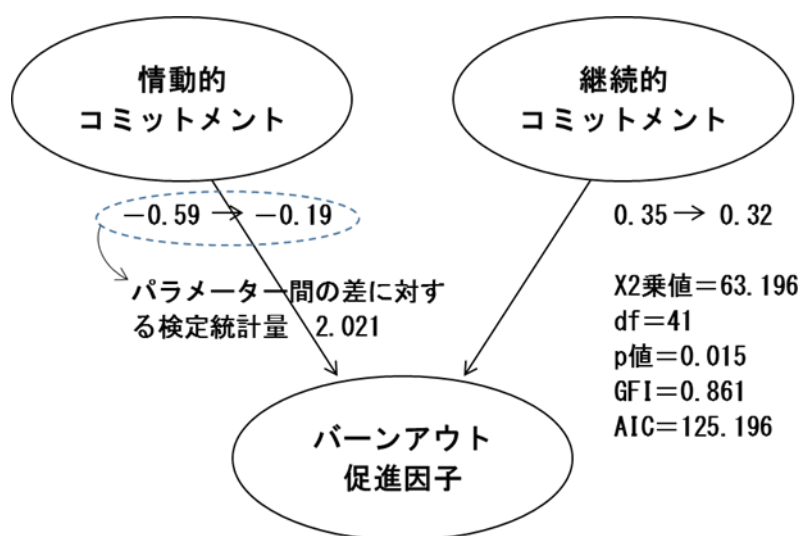 情動的
コミットメント
継続的
コミットメント
−0.59 → −0.19
0.35 → 0.32
パラメーター間の差に対す
る検定統計量 2.021
X2乗値＝63.196
df＝41
p値＝0.015
GFI＝0.861
AIC＝125.196
バーンアウト
促進因子